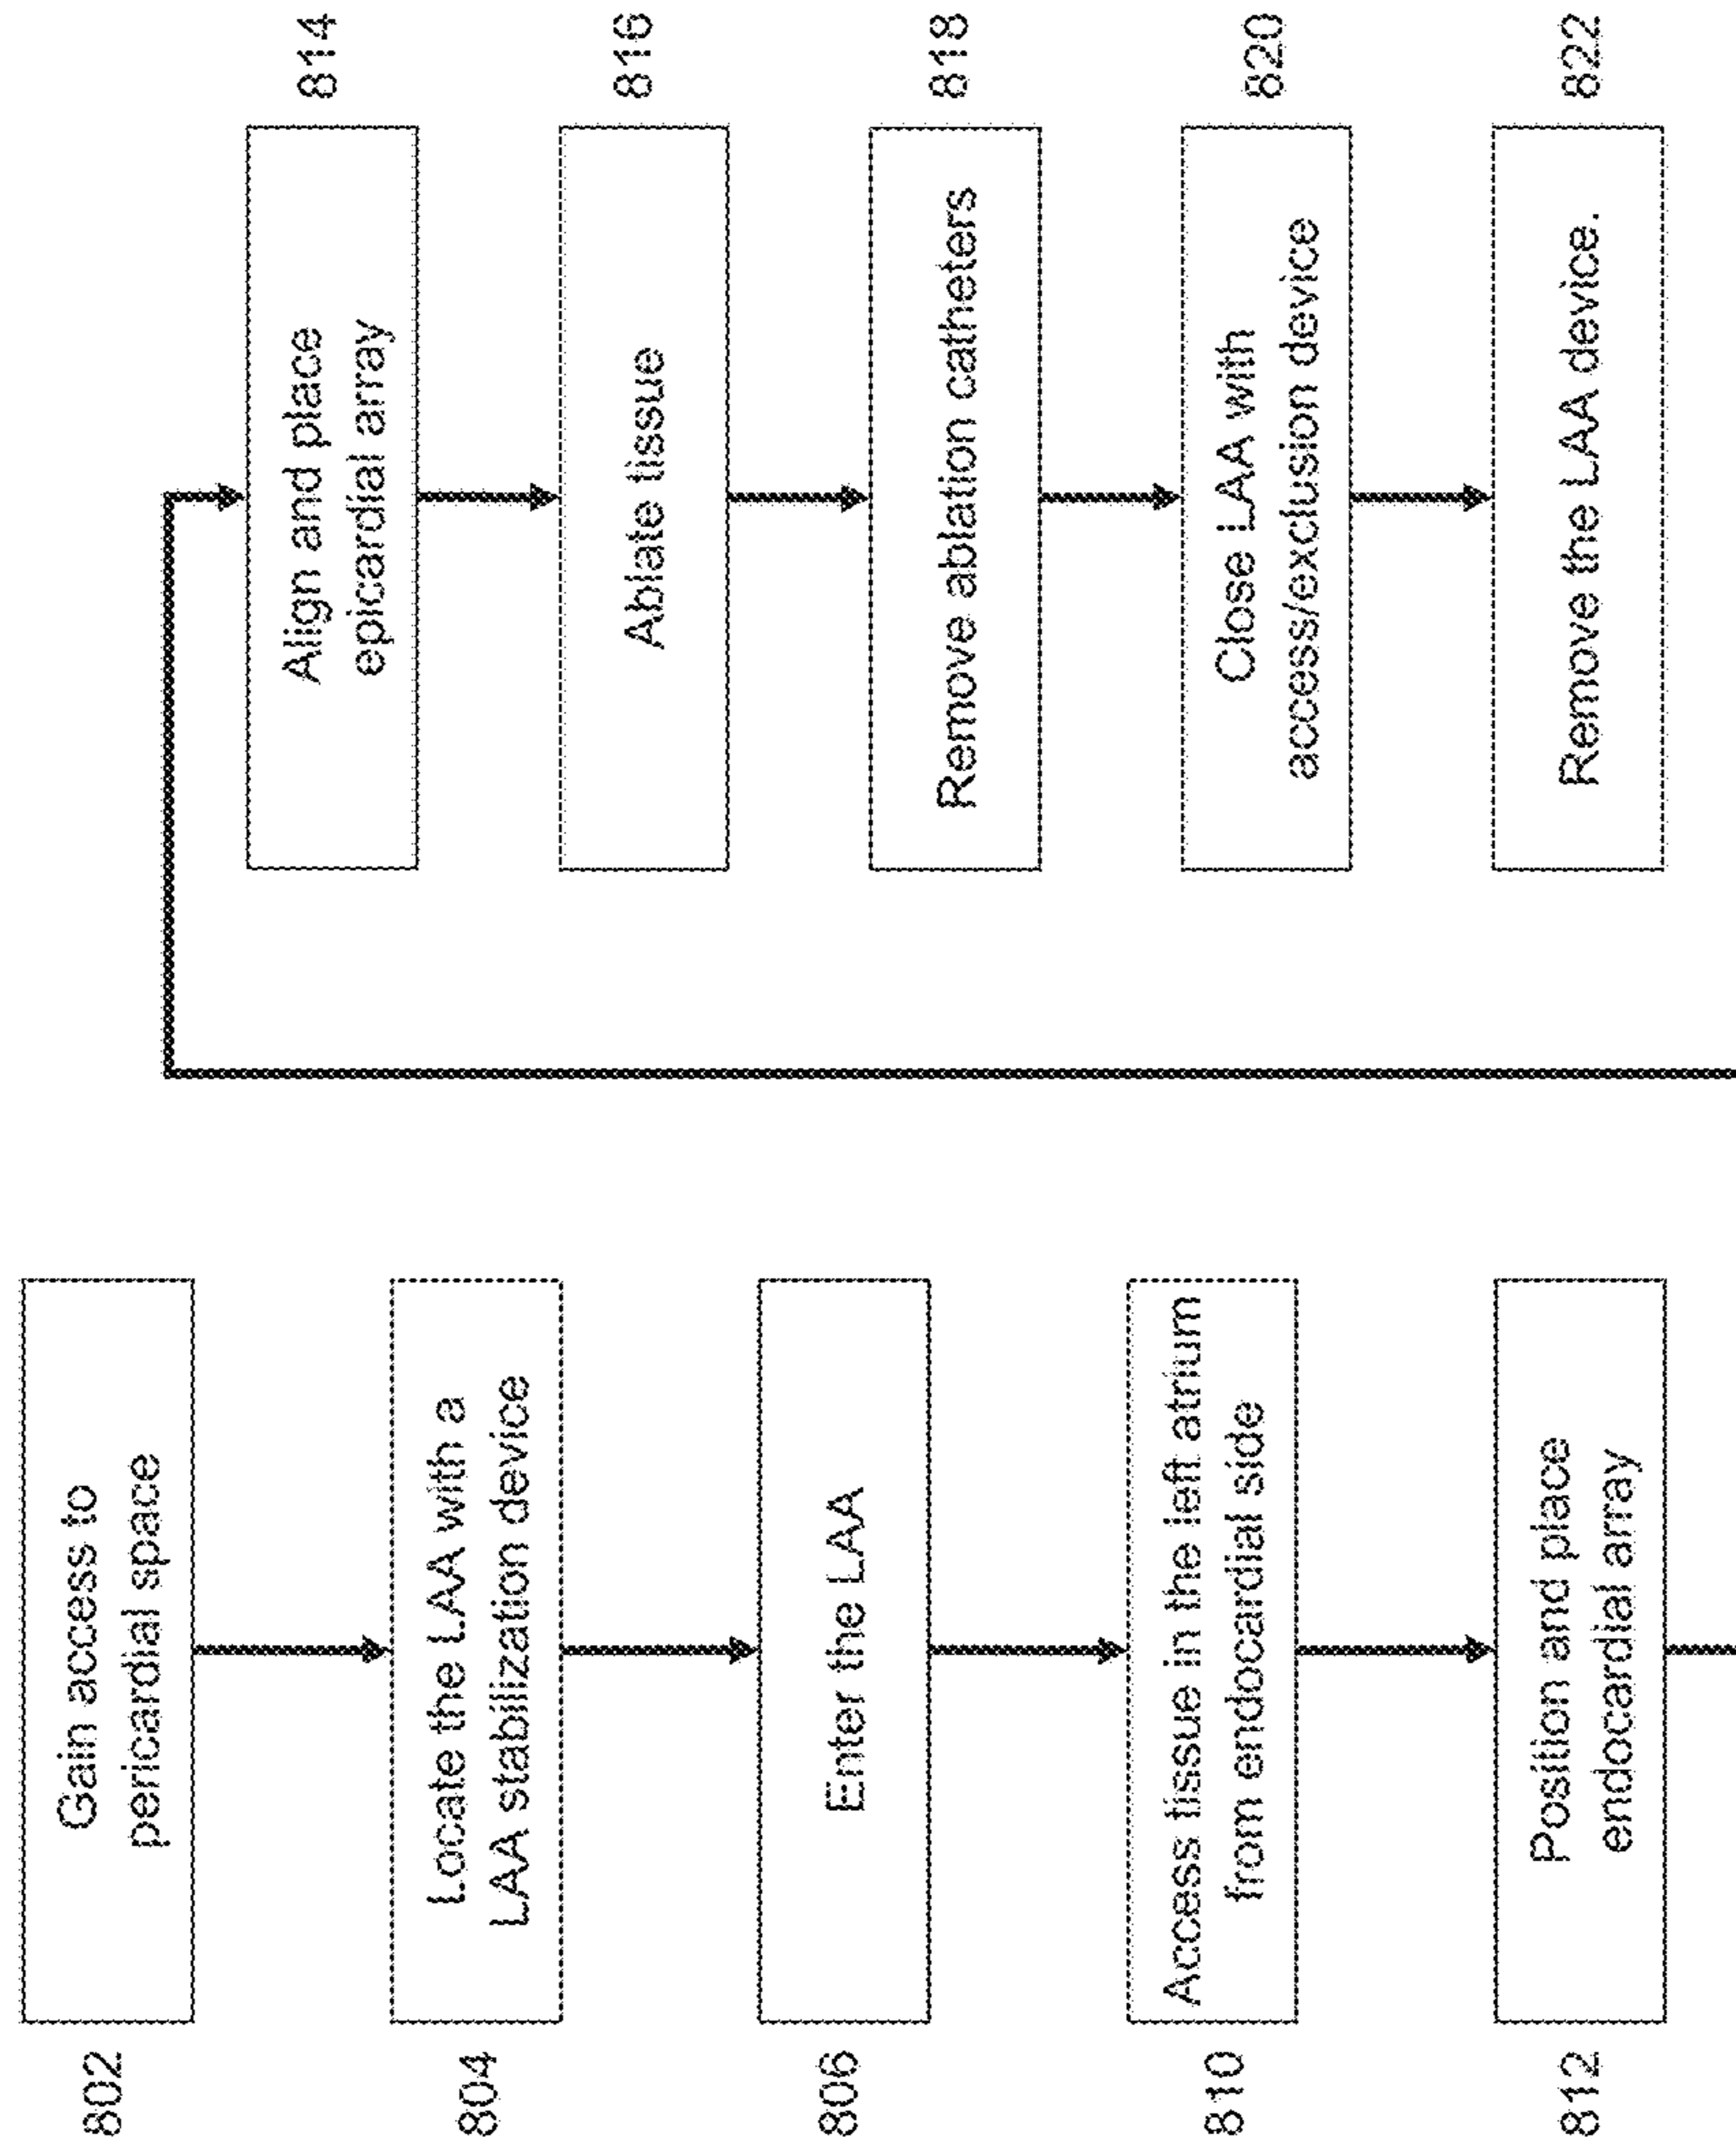 802
Gain access to
pericardial space
804
Locate the LAA with a
LAA stabilization device
806
Enter the LAA
810
Access tissue in the left atrium
from endocardial side
812
Position and place
endocardial array
Align and place
epicardial array
814
Ablate tissue
816
Remove ablation catheters
818
Close LAA with
access/exclusion device
820
Remove the LAA device.
822